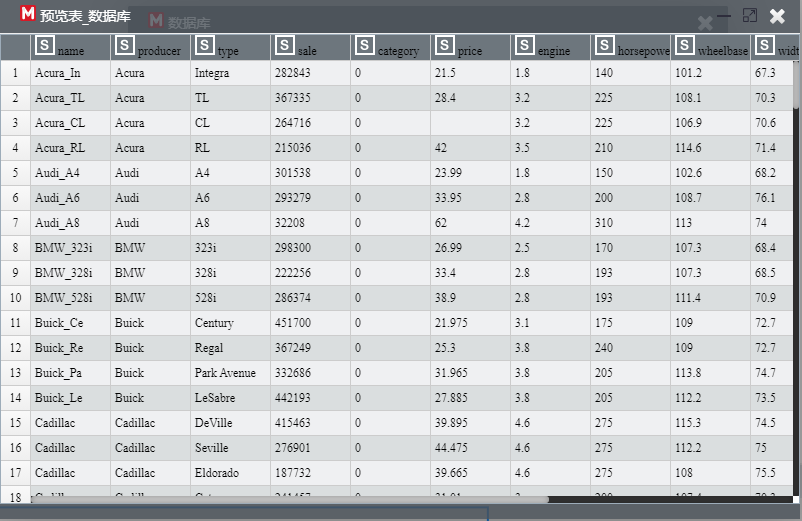 M 预览表_数据库
M 数据库
S name S producer S type S sale S category S price S engine S horsepowe S wheelbase S widt
1 Acura_In Acura Integra 282843 0 21.5 1.8 140 101.2 67.3
2 Acura_TL Acura TL 367335 0 28.4 3.2 225 108.1 70.3
3 Acura_CL Acura CL 264716 0 3.2 225 106.9 70.6
4 Acura_RL Acura RL 215036 0 42 3.5 210 114.6 71.4
5 Audi_A4 Audi A4 301538 0 23.99 1.8 150 102.6 68.2
6 Audi_A6 Audi A6 293279 0 33.95 2.8 200 108.7 76.1
7 Audi_A8 Audi A8 32208 0 62 4.2 310 113 74
8 BMW_323i BMW 323i 298300 0 26.99 2.5 170 107.3 68.4
9 BMW_328i BMW 328i 222256 0 33.4 2.8 193 107.3 68.5
10 BMW_528i BMW 528i 286374 0 38.9 2.8 193 111.4 70.9
11 Buick_Ce Buick Century 451700 0 21.975 3.1 175 109 72.7
12 Buick_Re Buick Regal 367249 0 25.3 3.8 240 109 72.7
13 Buick_Pa Buick Park Avenue 332686 0 31.965 3.8 205 113.8 74.7
14 Buick_Le Buick LeSabre 442193 0 27.885 3.8 205 112.2 73.5
15 Cadillac Cadillac DeVille 415463 0 39.895 4.6 275 115.3 74.5
16 Cadillac Cadillac Seville 276901 0 44.475 4.6 275 112.2 75
17 Cadillac Cadillac Eldorado 187732 0 39.665 4.6 275 108 75.5
18